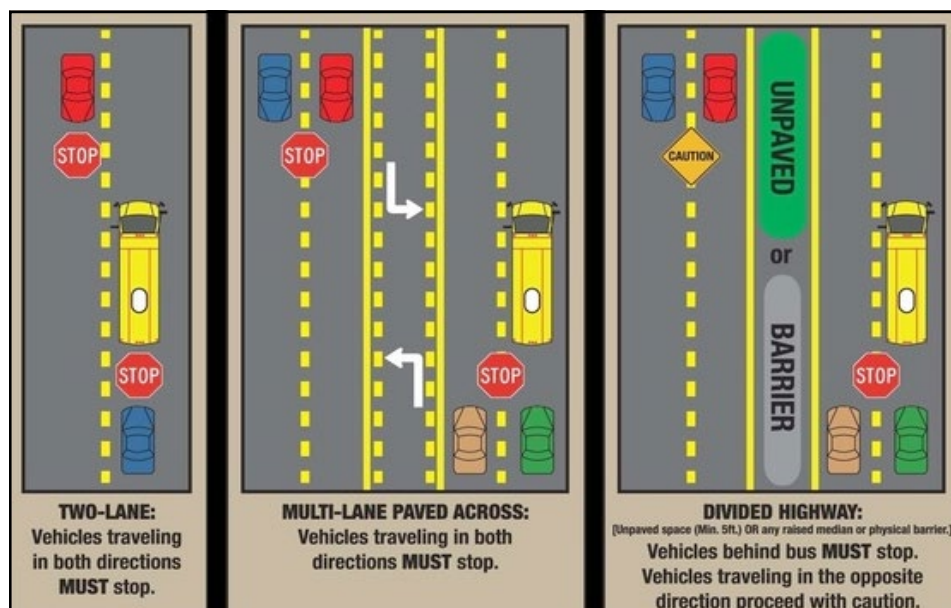 STOP
STOP
TWO-LANE:
Vehicles traveling
in both directions
MUST stop.
STOP
STOP
MULTI-LANE PAVED ACROSS:
Vehicles traveling in both
directions MUST stop.
CAUTION
UNPAVED
or
BARRIER
STOP
DIVIDED HIGHWAY:
[Unpaved space (Min. 5ft.) OR any raised median or physical barrier.]
Vehicles behind bus MUST stop.
Vehicles traveling in the opposite
direction proceed with caution.